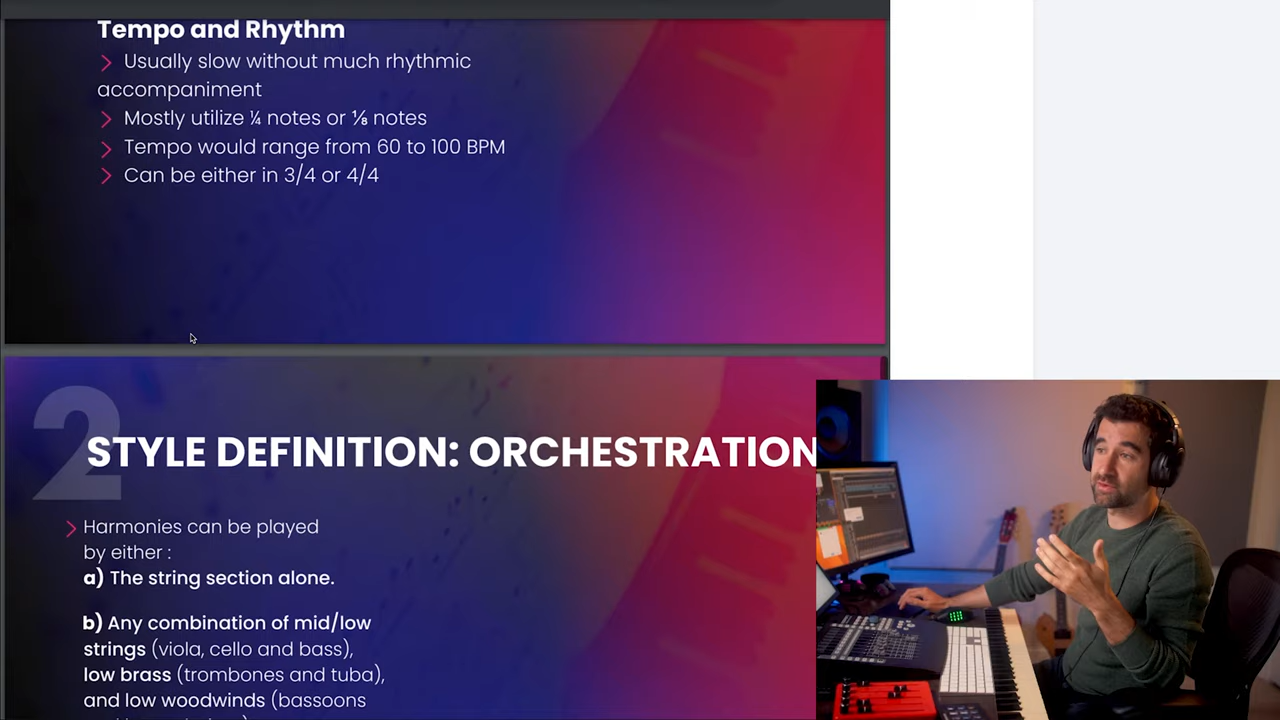 Tempo and Rhythm
Usually slow without much rhythmic
accompaniment
Mostly utilize ¼ notes or ⅛ notes
Tempo would range from 60 to 100 BPM
Can be either in 3/4 or 4/4
2
STYLE DEFINITION: ORCHESTRATION
Harmonies can be played
by either :
a) The string section alone.
b) Any combination of mid/low
strings (viola, cello and bass),
low brass (trombones and tuba),
and low woodwinds (bassoons